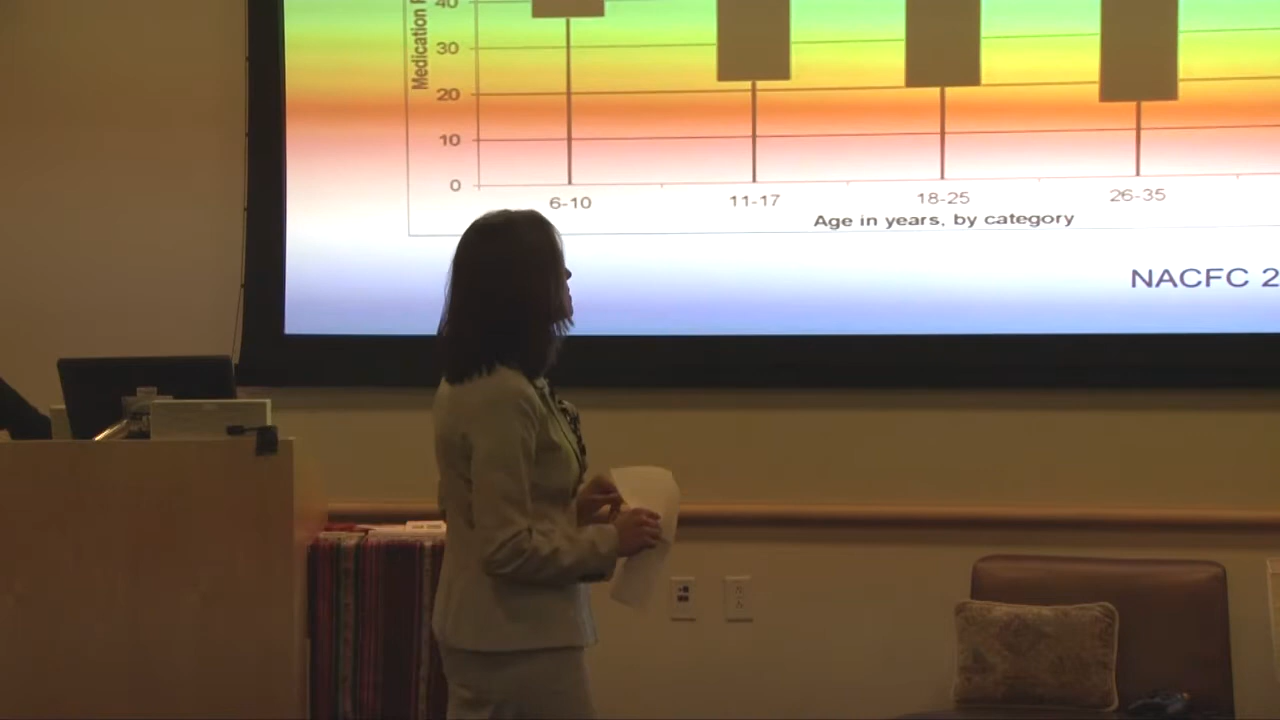 Medication
40
30
20
10
0
6-10 11-17 18-25 26-35
Age in years, by category
NACFC 2